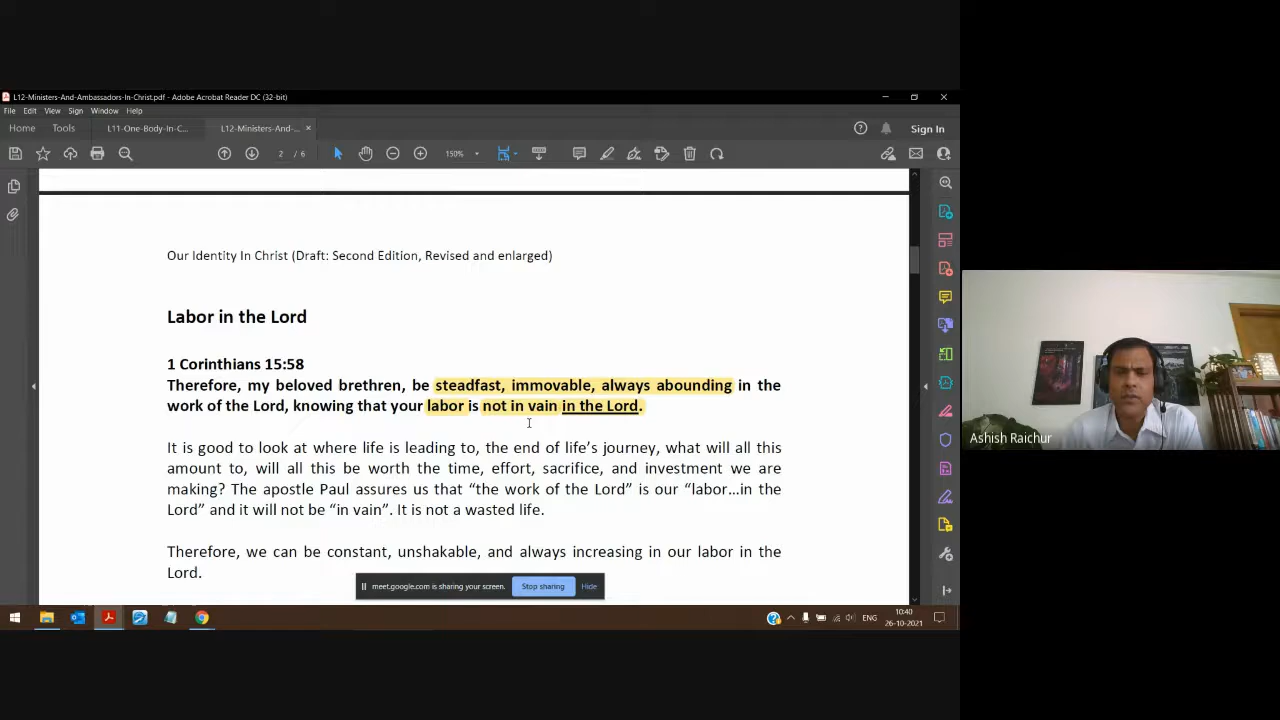 L12-Ministers-And-Ambassadors-In-Christ.pdf - Adobe Acrobat Reader DC (32-bit)
File Edit View Sign Window Help
Home Tools L11-One-Body-In-C... L12-Ministers-And-... × Sign In
2 / 6 150%
Our Identity In Christ (Draft: Second Edition, Revised and enlarged)
Labor in the Lord
1 Corinthians 15:58
Therefore, my beloved brethren, be steadfast, immovable, always abounding in the
work of the Lord, knowing that your labor is not in vain in the Lord.
It is good to look at where life is leading to, the end of life’s journey, what will all this
amount to, will all this be worth the time, effort, sacrifice, and investment we are
making? The apostle Paul assures us that “the work of the Lord” is our “labor…in the
Lord” and it will not be “in vain”. It is not a wasted life.
Therefore, we can be constant, unshakable, and always increasing in our labor in the
Lord.
meet.google.com is sharing your screen. Stop sharing Hide
ENG 10:40
26-10-2021
Ashish Raichur